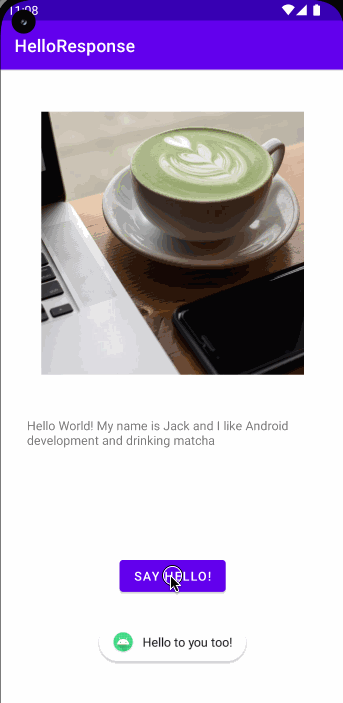 11:08
HelloResponse
Hello World! My name is Jack and I like Android
development and drinking matcha
SAY HELLO!
Hello to you too!